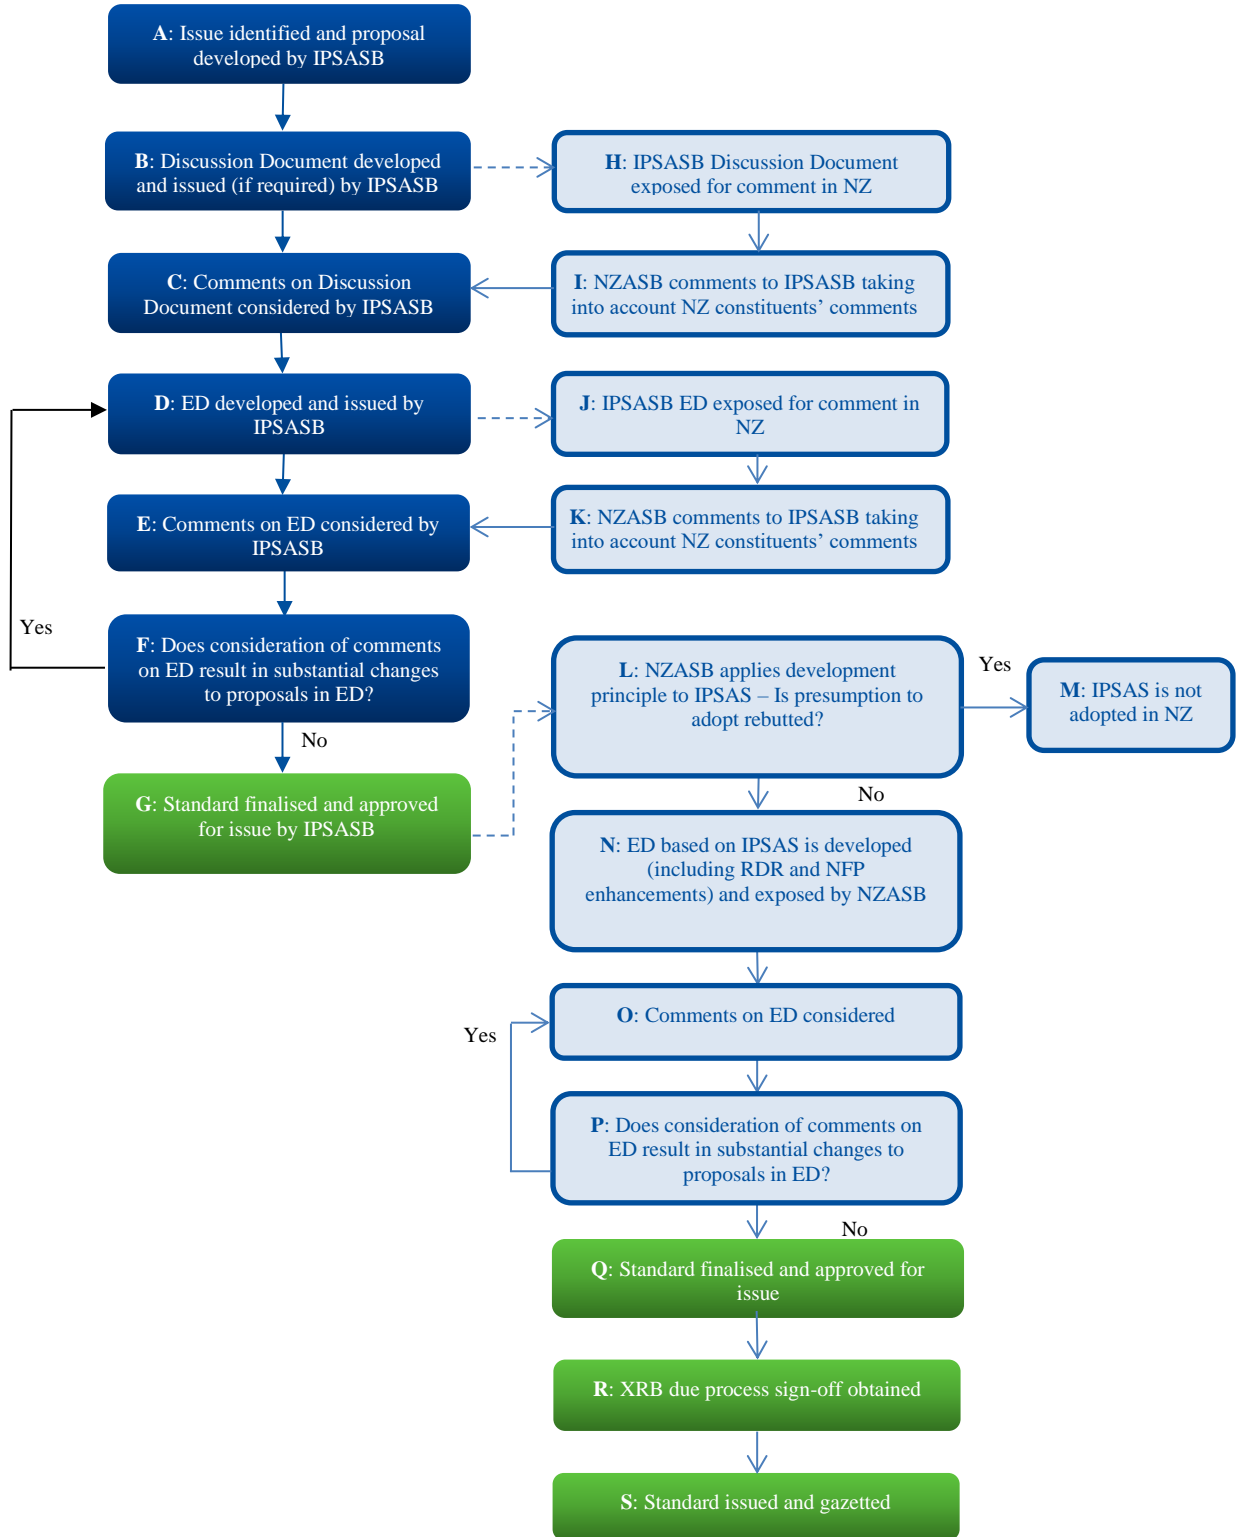 A: Issue identified and proposal
developed by IPSASB
B: Discussion Document developed
and issued (if required) by IPSASB
H: IPSASB Discussion Document
exposed for comment in NZ
C: Comments on Discussion
Document considered by IPSASB
I: NZASB comments to IPSASB taking
into account NZ constituents’ comments
D: ED developed and issued by
IPSASB
J: IPSASB ED exposed for comment in
NZ
E: Comments on ED considered by
IPSASB
K: NZASB comments to IPSASB taking
into account NZ constituents’ comments
Yes
F: Does consideration of comments
on ED result in substantial changes
to proposals in ED?
L: NZASB applies development
principle to IPSAS – Is presumption to
adopt rebutted?
Yes
M: IPSAS is not
adopted in NZ
No
G: Standard finalised and approved
for issue by IPSASB
No
N: ED based on IPSAS is developed
(including RDR and NFP
enhancements) and exposed by NZASB
O: Comments on ED considered
Yes
P: Does consideration of comments on
ED result in substantial changes to
proposals in ED?
No
Q: Standard finalised and approved for
issue
R: XRB due process sign-off obtained
S: Standard issued and gazetted